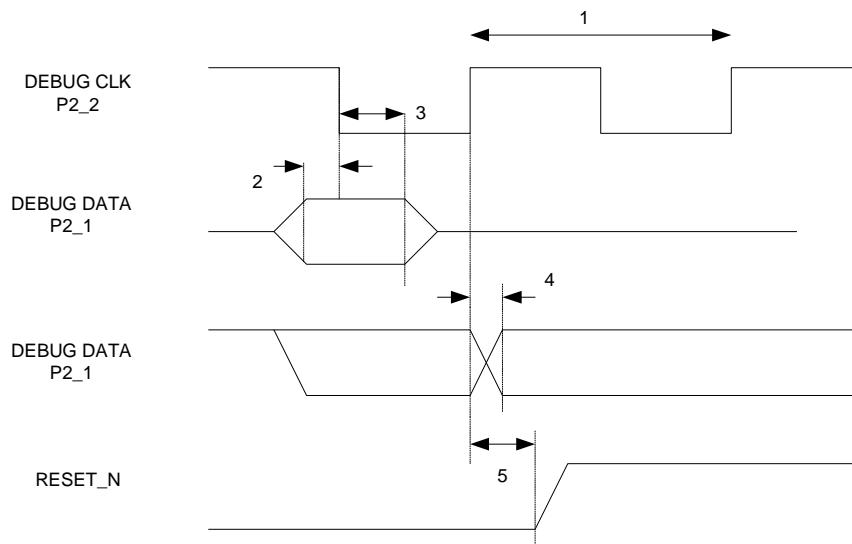 1
DEBUG CLK
P2_2
3
2
DEBUG DATA
P2_1
4
DEBUG DATA
P2_1
RESET_N
5